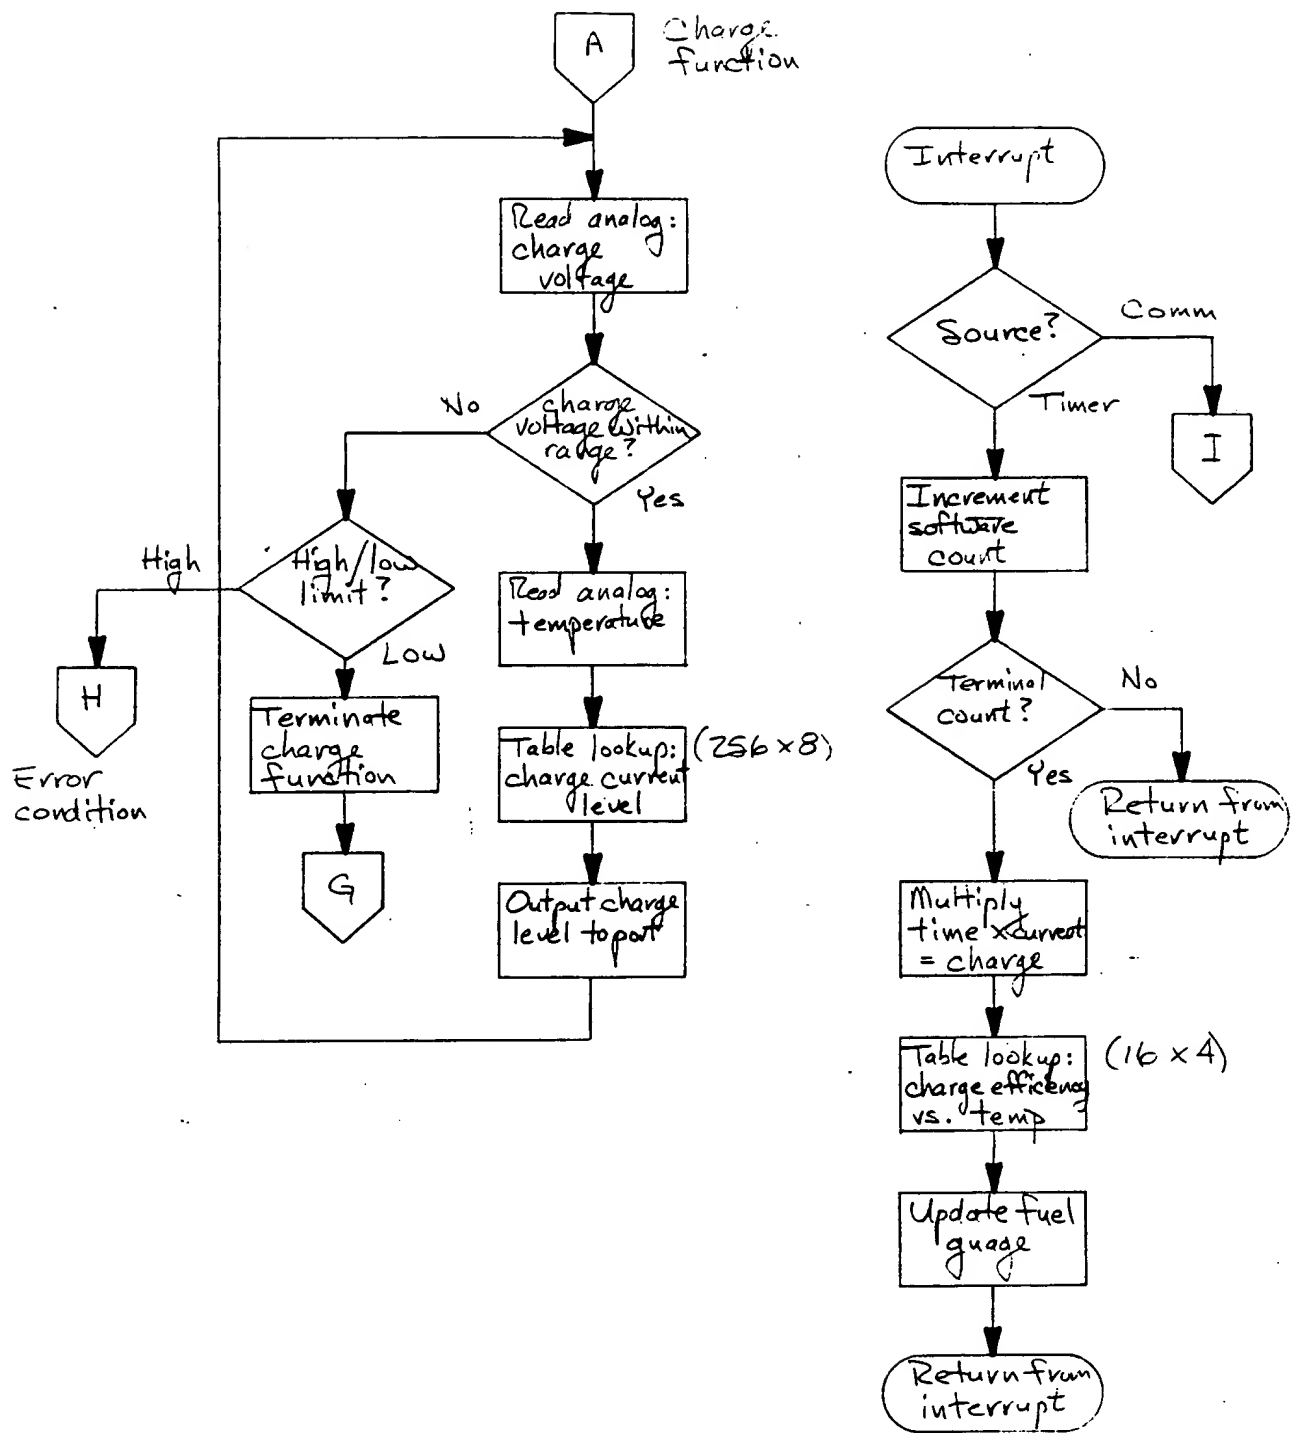 A
Charge
function
Read analog:
charge
voltage
charge
voltage within
range?
No
Yes
High/low
limit?
High
Low
H
Error
condition
Terminate
charge
function
G
Read analog:
temperature
Table lookup:
charge current
level
(256 x 8)
Output charge
level to port
Interrupt
Source?
Comm
Timer
I
Increment
software
count
Terminal
count?
No
Yes
Return from
interrupt
Multiply
time x current
= charge
Table lookup:
charge efficency
vs. temp
(16 x 4)
Update fuel
guage
Return from
interrupt